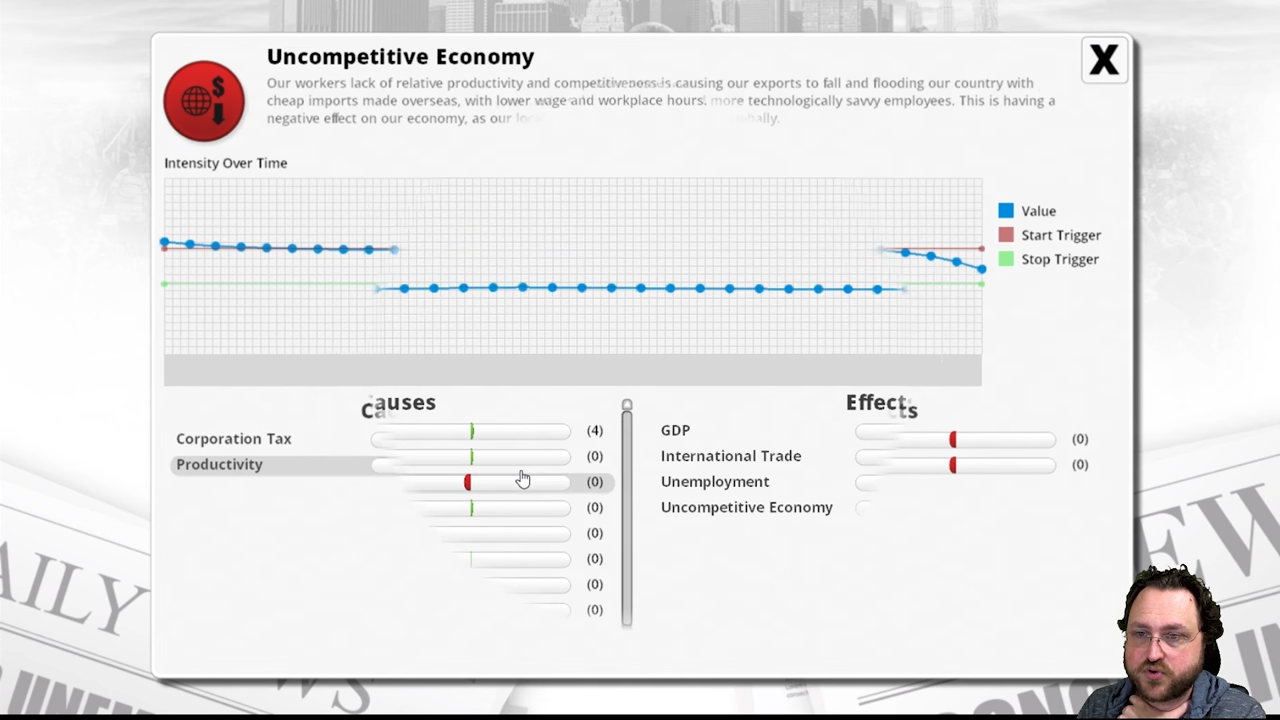 Uncompetitive Economy
X
Our workers lack of relative productivity and competitiveness is causing our exports to fall and flooding our country with
cheap imports made overseas, with lower wage and workplace hours. more technologically savvy employees. This is having a
negative effect on our economy, as our
Intensity Over Time
Value
Start Trigger
Stop Trigger
Causes
Effects
Corporation Tax (4)
Productivity (0)
(0)
(0)
(0)
(0)
(0)
(0)
GDP (0)
International Trade (0)
Unemployment
Uncompetitive Economy